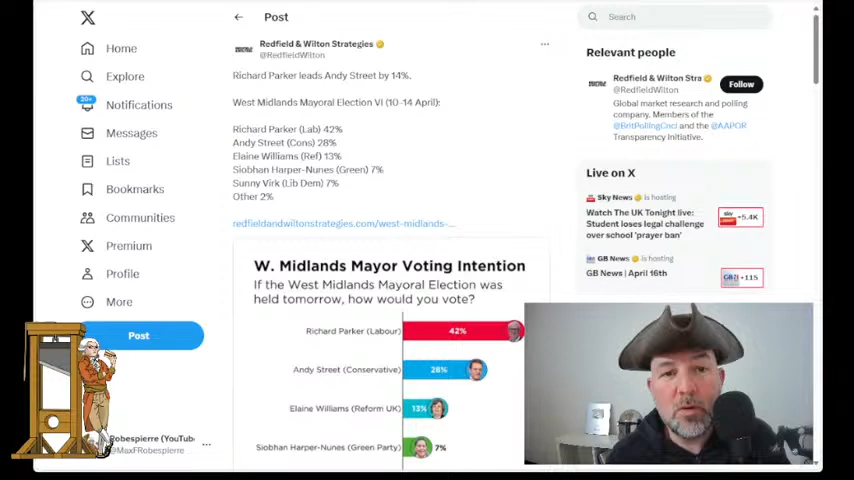 Home
Explore
20+
Notifications
Messages
Lists
Bookmarks
Communities
Premium
Profile
More
Post
Robespierre (YouTub
@MaxFRobespierre
Post
Redfield & Wilton Strategies
@RedfieldWilton
Richard Parker leads Andy Street by 14%.
West Midlands Mayoral Election VI (10-14 April):
Richard Parker (Lab) 42%
Andy Street (Cons) 28%
Elaine Williams (Ref) 13%
Siobhan Harper-Nunes (Green) 7%
Sunny Virk (Lib Dem) 7%
Other 2%
redfieldandwiltonstrategies.com/west-midlands-...
W. Midlands Mayor Voting Intention
If the West Midlands Mayoral Election was
held tomorrow, how would you vote?
Richard Parker (Labour) 42%
Andy Street (Conservative) 28%
Elaine Williams (Reform UK) 13%
Siobhan Harper-Nunes (Green Party) 7%
Search
Relevant people
Redfield & Wilton Stra
@RedfieldWilton
Follow
Global market research and polling
company. Members of the
@BritPollingCncl and the @AAPOR
Transparency Initiative.
Live on X
Sky News is hosting
Watch The UK Tonight live:
Student loses legal challenge
over school 'prayer ban'
sky
+5.4K
GB News is hosting
GB News | April 16th
+115